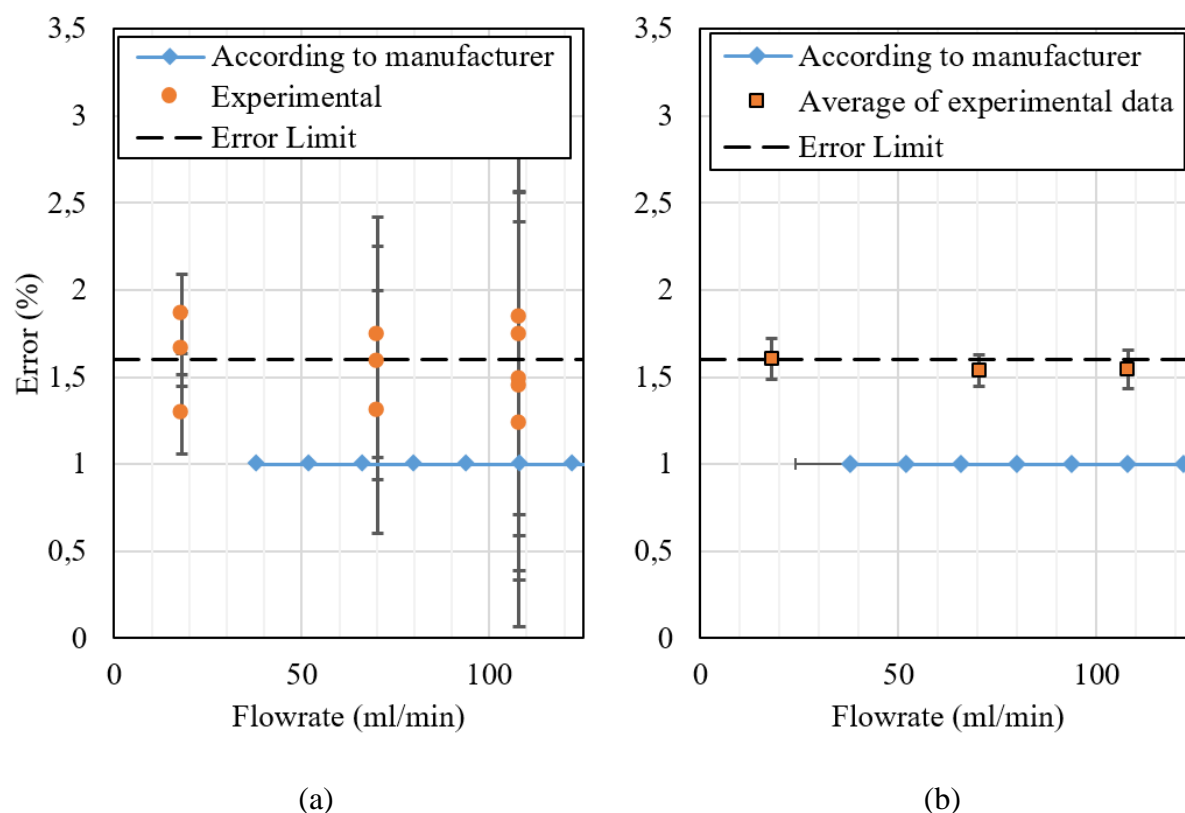 3,5
According to manufacturer
Experimental
Error Limit
3
2,5
2
1,5
1
0,5
0
Error (%)
0 50 100
Flowrate (ml/min)
(a)
3,5
According to manufacturer
Average of experimental data
Error Limit
3
2,5
2
1,5
1
0,5
0
0 50 100
Flowrate (ml/min)
(b)